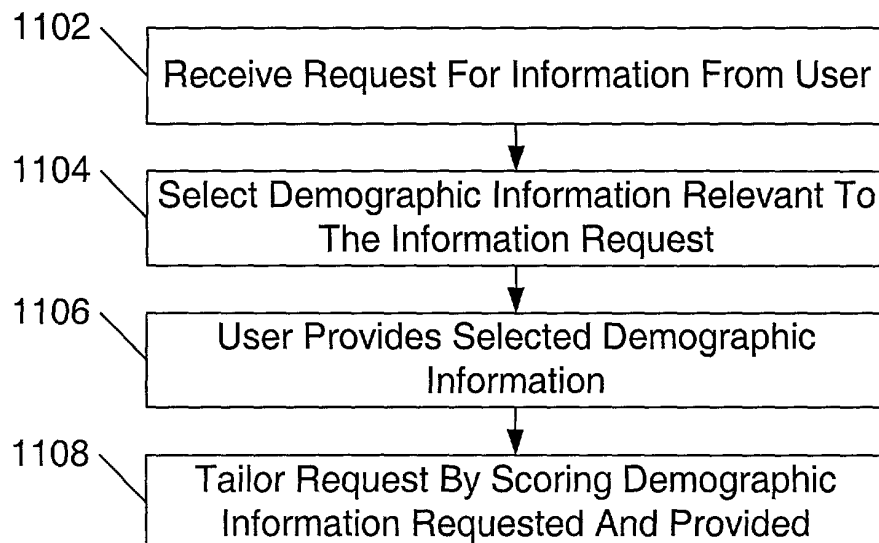 1102
Receive Request For Information From User
1104
Select Demographic Information Relevant To
The Information Request
1106
User Provides Selected Demographic
Information
1108
Tailor Request By Scoring Demographic
Information Requested And Provided